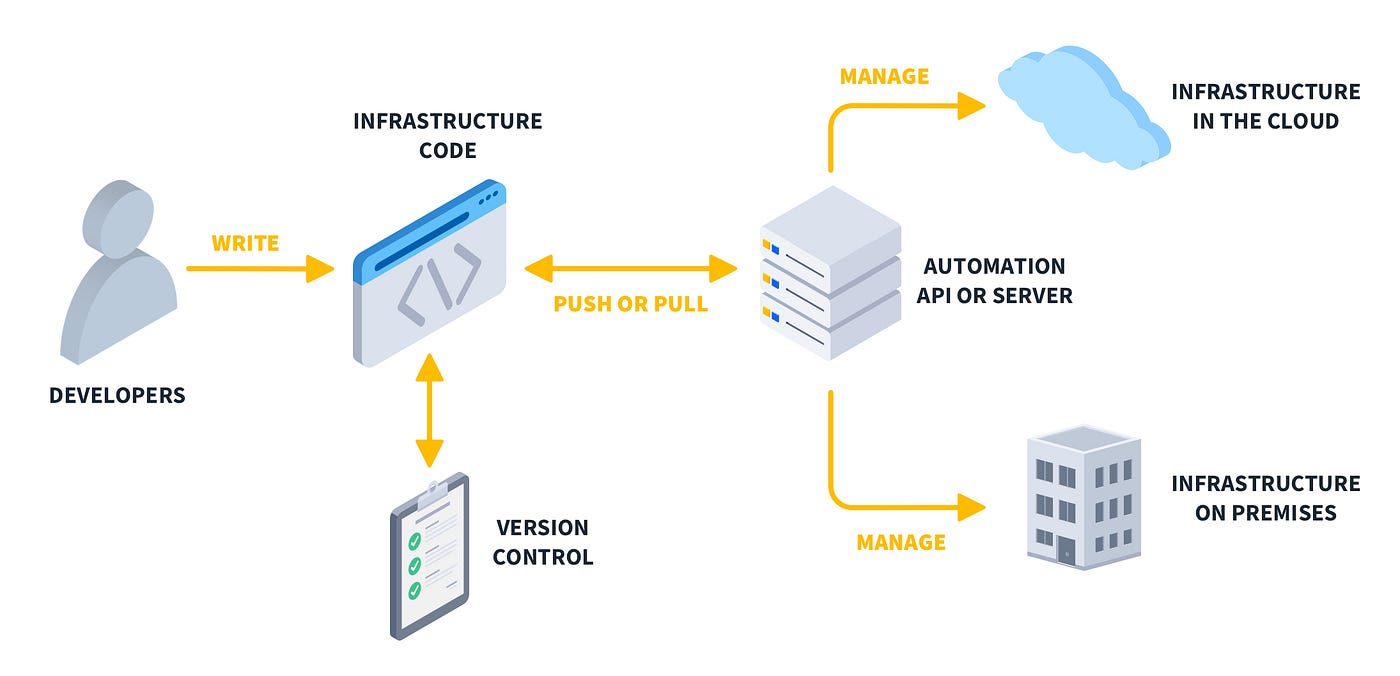 MANAGE
INFRASTRUCTURE
IN THE CLOUD
INFRASTRUCTURE
CODE
WRITE
AUTOMATION
API OR SERVER
PUSH OR PULL
DEVELOPERS
INFRASTRUCTURE
ON PREMISES
VERSION
CONTROL
MANAGE